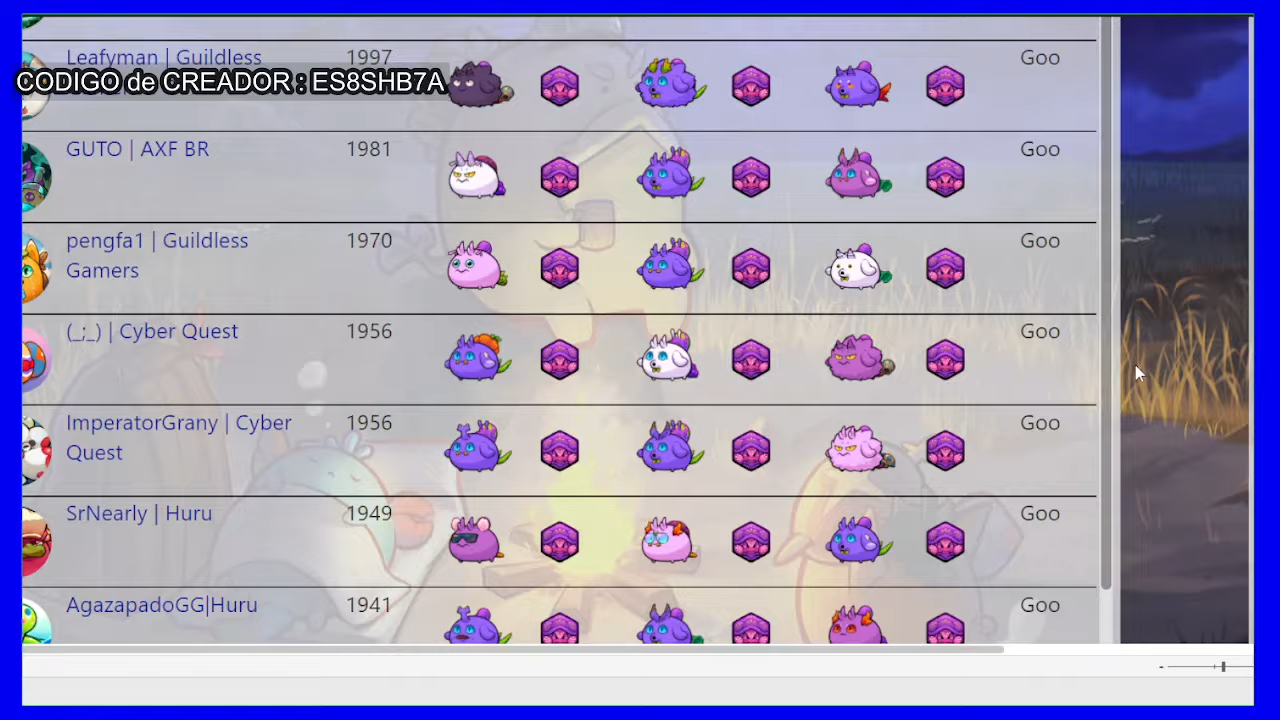 Leafyman | Guildless 1997 Goo
CODIGO de CREADOR : ES8SHB7A
GUTO | AXF BR 1981 Goo
pengfa1 | Guildless 1970 Goo
Gamers
(_;_) | Cyber Quest 1956 Goo
ImperatorGrany | Cyber 1956 Goo
Quest
SrNearly | Huru 1949 Goo
AgazapadoGG|Huru 1941 Goo